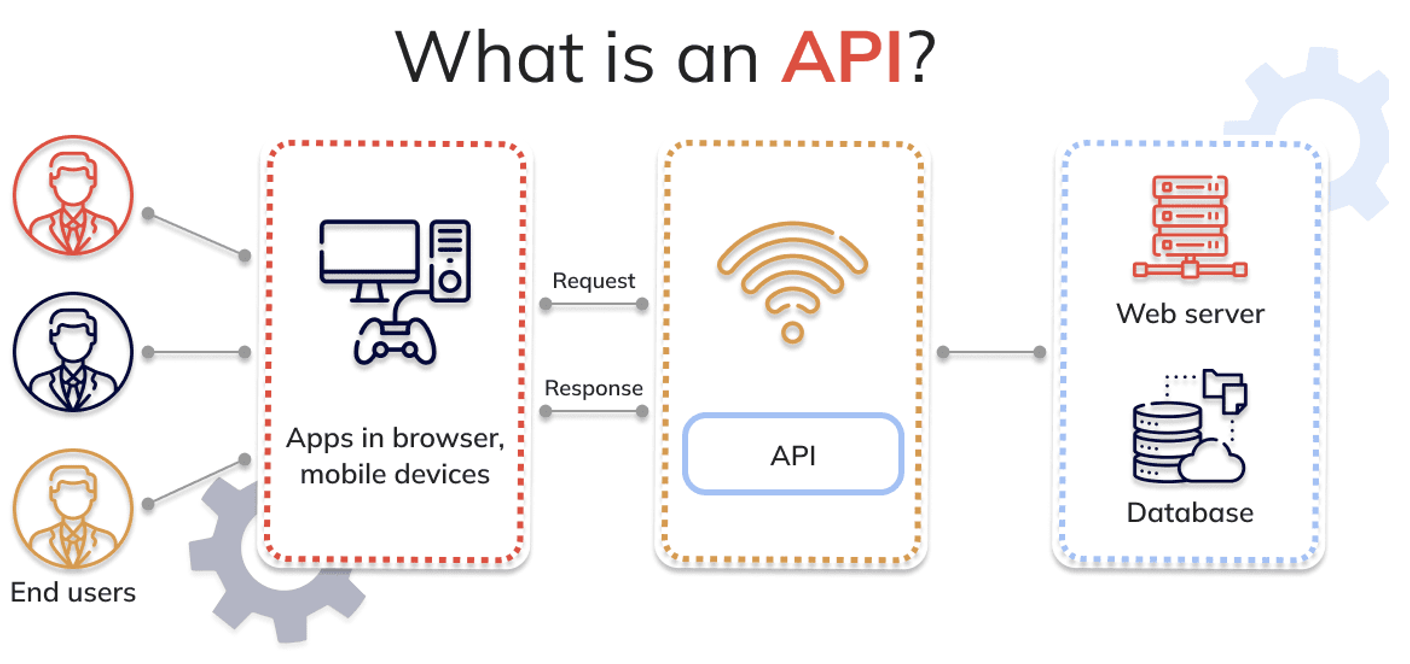 What is an API?
End users
Apps in browser,
mobile devices
Request
Response
API
Web server
Database